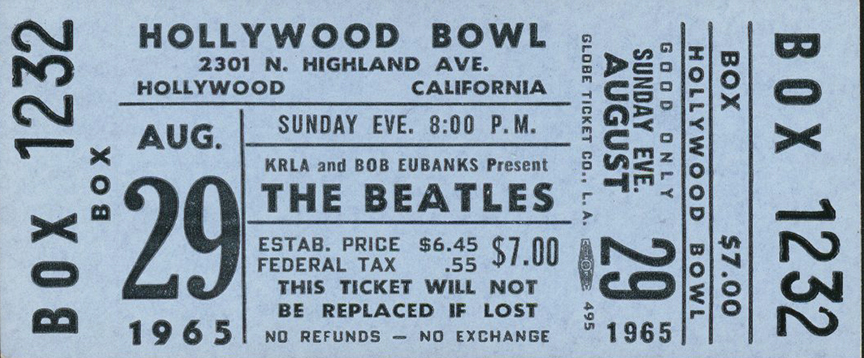 BOX 1232
BOX
HOLLYWOOD BOWL
2301 N. HIGHLAND AVE.
HOLLYWOOD CALIFORNIA
AUG.
29
1965
SUNDAY EVE. 8:00 P.M.
KRLA and BOB EUBANKS Present
THE BEATLES
ESTAB. PRICE $6.45
FEDERAL TAX .55
$7.00
THIS TICKET WILL NOT
BE REPLACED IF LOST
NO REFUNDS — NO EXCHANGE
GLOBE TICKET CO., L. A.
495
GOOD ONLY
SUNDAY EVE.
AUGUST
29
1965
HOLLYWOOD BOWL
BOX $7.00
BOX 1232